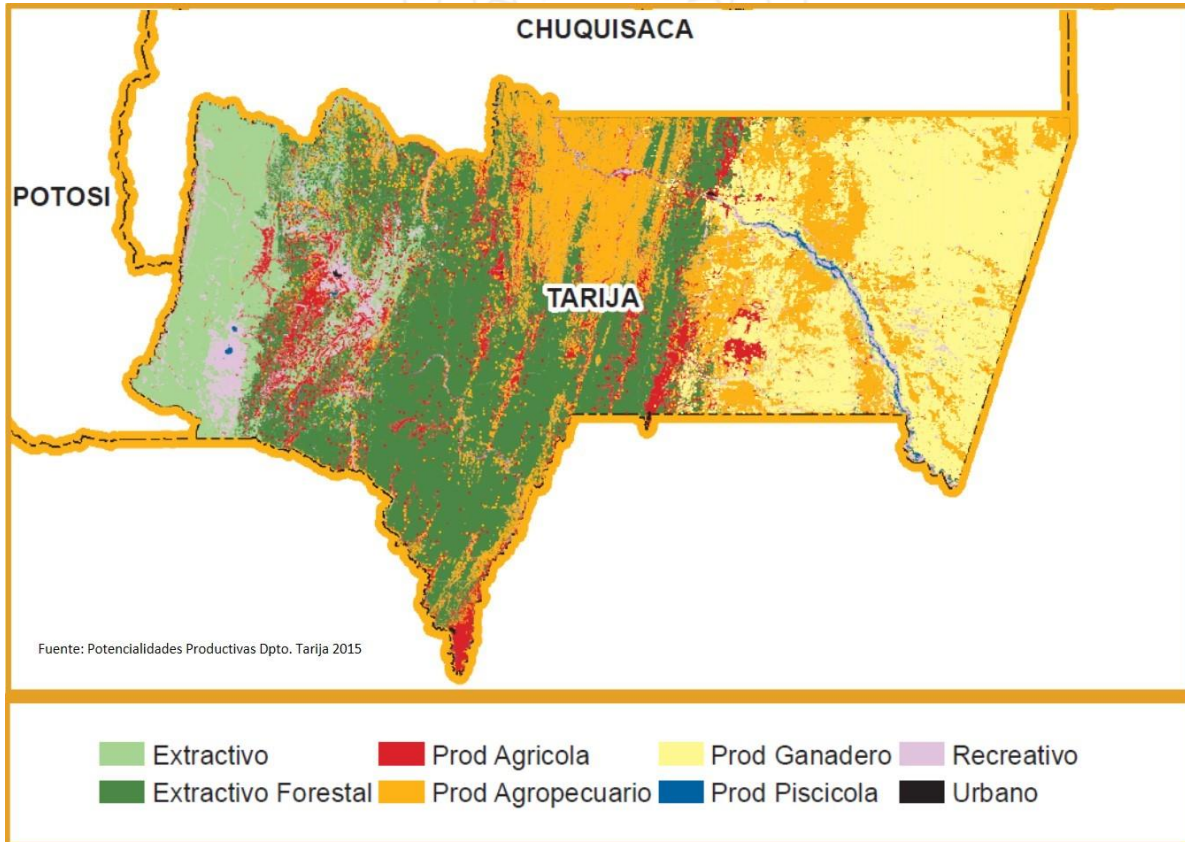 CHUQUISACA
POTOSI
TARIJA
Fuente: Potencialidades Productivas Dpto. Tarija 2015
Extractivo
Prod Agricola
Prod Ganadero
Recreativo
Extractivo Forestal
Prod Agropecuario
Prod Piscicola
Urbano